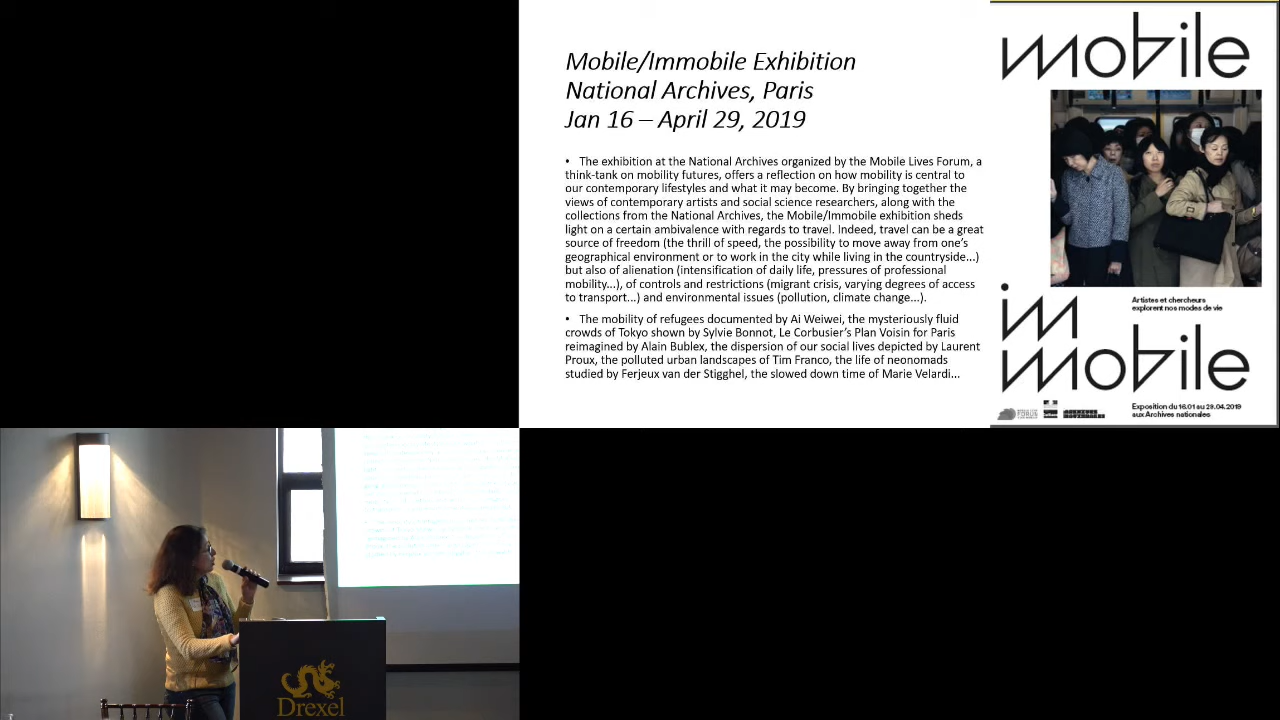 Mobile/Immobile Exhibition
National Archives, Paris
Jan 16 – April 29, 2019
• The exhibition at the National Archives organized by the Mobile Lives Forum, a
think-tank on mobility futures, offers a reflection on how mobility is central to
our contemporary lifestyles and what it may become. By bringing together the
views of contemporary artists and social science researchers, along with the
collections from the National Archives, the Mobile/Immobile exhibition sheds
light on a certain ambivalence with regards to travel. Indeed, travel can be a great
source of freedom (the thrill of speed, the possibility to move away from one's
geographical environment or to work in the city while living in the countryside...)
but also of alienation (intensification of daily life, pressures of professional
mobility...), of controls and restrictions (migrant crisis, varying degrees of access
to transport...) and environmental issues (pollution, climate change...).
• The mobility of refugees documented by Ai Weiwei, the mysteriously fluid
crowds of Tokyo shown by Sylvie Bonnot, Le Corbusier's Plan Voisin for Paris
reimagined by Alain Bublex, the dispersion of our social lives depicted by Laurent
Proux, the polluted urban landscapes of Tim Franco, the life of neonomads
studied by Ferjeux van der Stigghel, the slowed down time of Marie Velardi...
mobile
im
mobile
Artistes et chercheurs
explorent nos modes de vie
Exposition du 16.01 au 29.04.2019
aux Archives nationales
Drexel